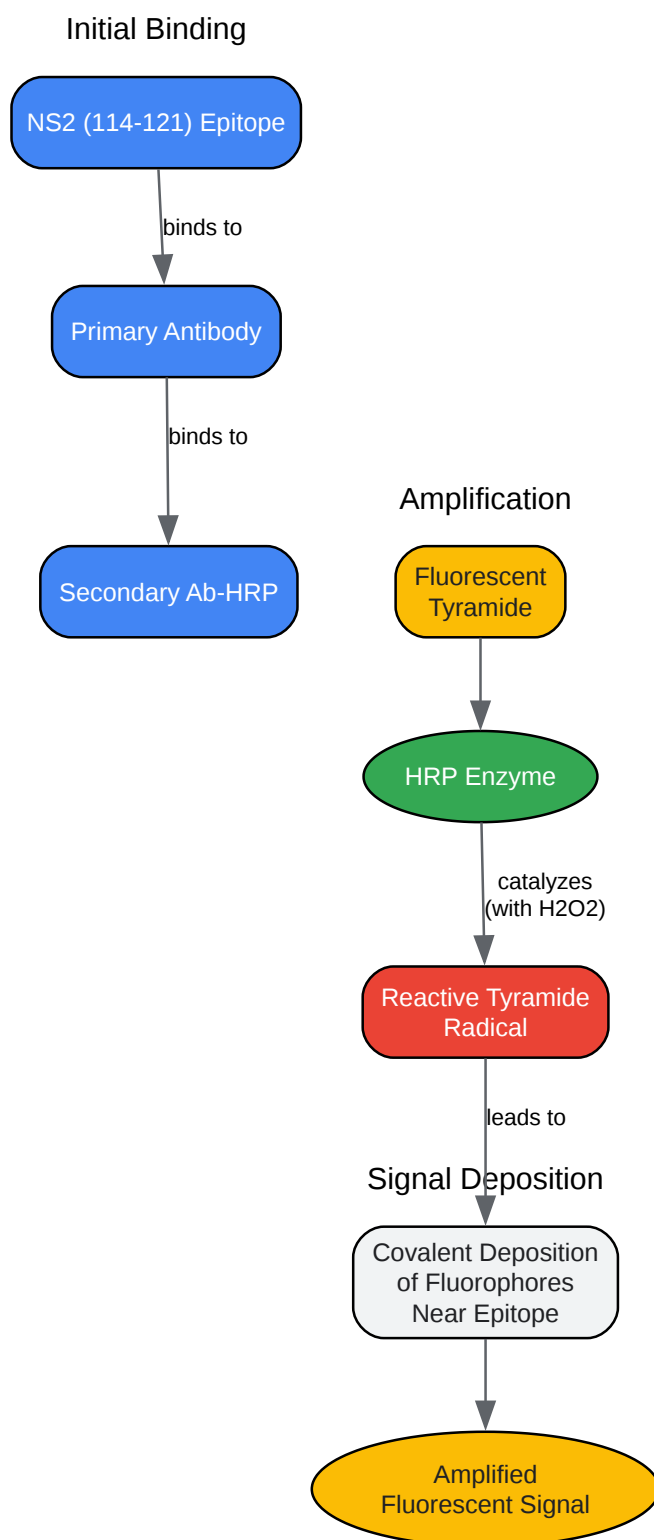 Initial Binding
NS2 (114-121) Epitope
binds to
Primary Antibody
binds to
Secondary Ab-HRP
Amplification
Fluorescent
Tyramide
HRP Enzyme
catalyzes
(with H2O2)
Reactive Tyramide
Radical
leads to
Signal Deposition
Covalent Deposition
of Fluorophores
Near Epitope
Amplified
Fluorescent Signal